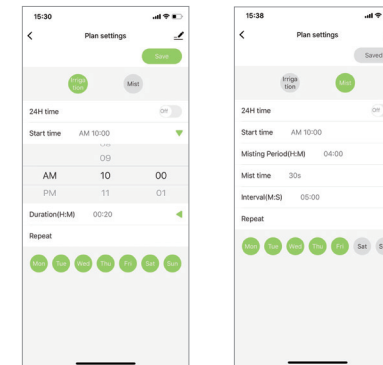 15:30
Plan settings
Save
Irriga
tion
Mist
24H time
Off
Start time AM 10:00
09
AM 10 00
PM 11 01
Duration(H:M) 00:20
Repeat
Mon Tue Wed Thu Fri Sat Sun
15:38
Plan settings
Saved
Irriga
tion
Mist
24H time
Off
Start time AM 10:00
Misting Period(H:M) 04:00
Mist time 30s
Interval(M:S) 05:00
Repeat
Mon Tue Wed Thu Fri Sat S